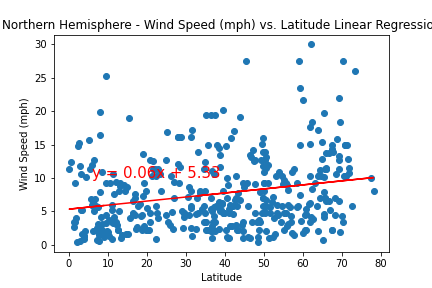 Northern Hemisphere - Wind Speed (mph) vs. Latitude Linear Regressio
30
25
20
15
10
5
0
Wind Speed (mph)
y = 0.06x + 5.33
0 10 20 30 40 50 60 70 80
Latitude